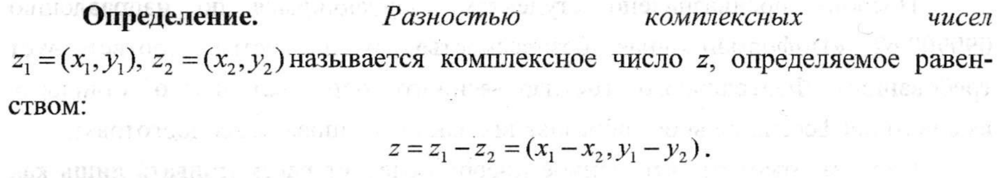 Определение. Разностью комплексных чисел
z₁ = (x₁, y₁), z₂ = (x₂, y₂) называется комплексное число z, определяемое равен-
ством:
z = z₁ − z₂ = (x₁ − x₂, y₁ − y₂).